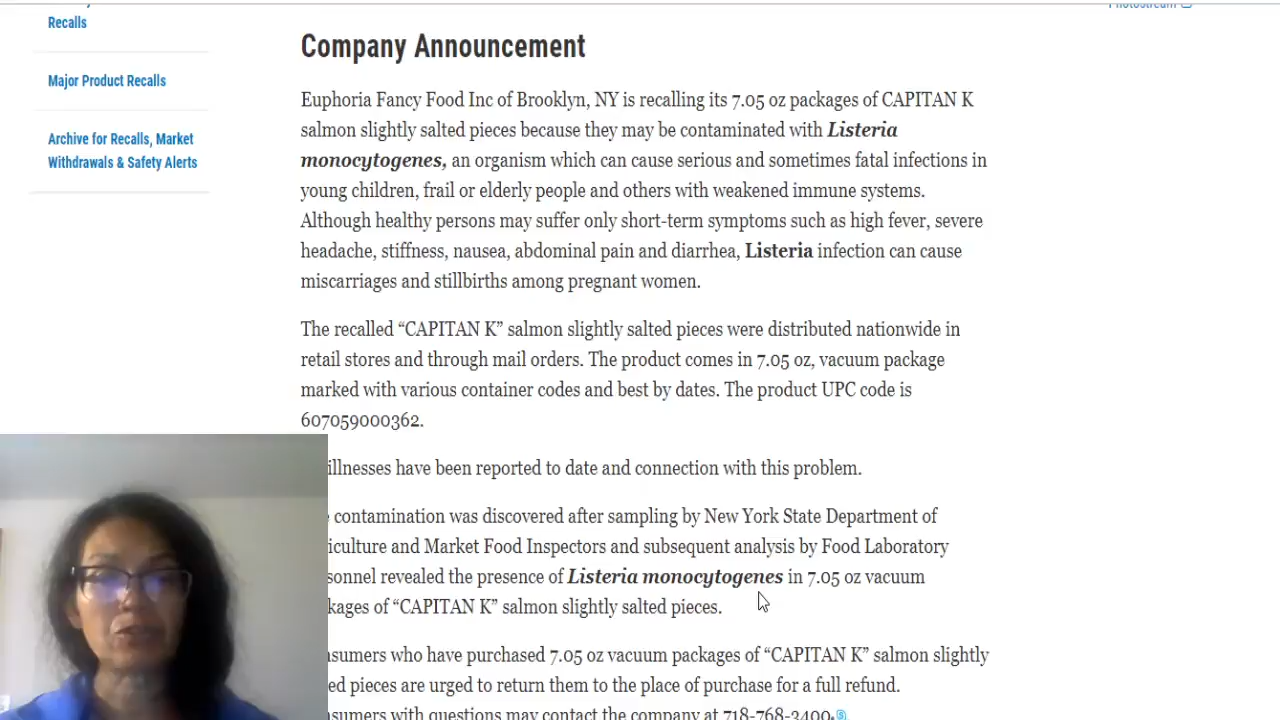 Recalls
Major Product Recalls
Archive for Recalls, Market
Withdrawals & Safety Alerts
Company Announcement
Euphoria Fancy Food Inc of Brooklyn, NY is recalling its 7.05 oz packages of CAPITAN K
salmon slightly salted pieces because they may be contaminated with Listeria
monocytogenes, an organism which can cause serious and sometimes fatal infections in
young children, frail or elderly people and others with weakened immune systems.
Although healthy persons may suffer only short-term symptoms such as high fever, severe
headache, stiffness, nausea, abdominal pain and diarrhea, Listeria infection can cause
miscarriages and stillbirths among pregnant women.
The recalled “CAPITAN K” salmon slightly salted pieces were distributed nationwide in
retail stores and through mail orders. The product comes in 7.05 oz, vacuum package
marked with various container codes and best by dates. The product UPC code is
607059000362.
illnesses have been reported to date and connection with this problem.
contamination was discovered after sampling by New York State Department of
iculture and Market Food Inspectors and subsequent analysis by Food Laboratory
sonnel revealed the presence of Listeria monocytogenes in 7.05 oz vacuum
kages of “CAPITAN K” salmon slightly salted pieces.
sumers who have purchased 7.05 oz vacuum packages of “CAPITAN K” salmon slightly
ed pieces are urged to return them to the place of purchase for a full refund.
sumers with questions may contact the company at 718-768-3400.